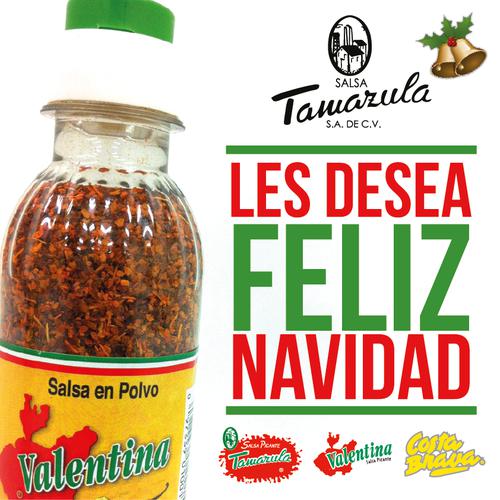 SALSA
Tamazula
S.A. DE C.V.
LES DESEA
FELIZ
NAVIDAD
Salsa en Polvo
Valentina
SALSA PICANTE
Tamazula
Valentina
Salsa Picante
Costa
Brava